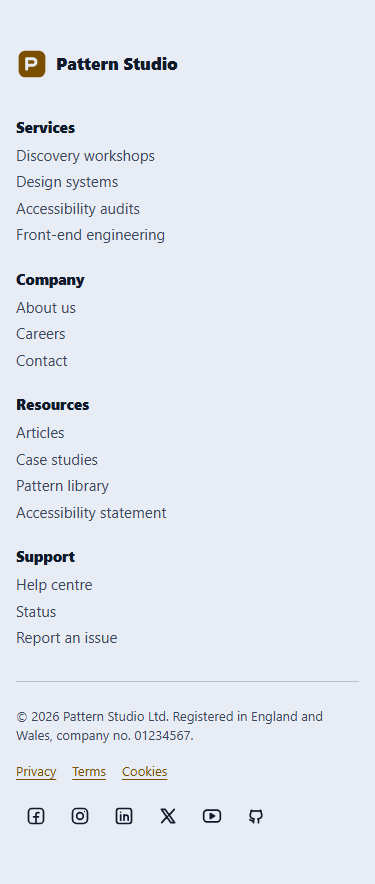 Pattern Studio
Services
Discovery workshops
Design systems
Accessibility audits
Front-end engineering
Company
About us
Careers
Contact
Resources
Articles
Case studies
Pattern library
Accessibility statement
Support
Help centre
Status
Report an issue
© 2026 Pattern Studio Ltd. Registered in England and
Wales, company no. 01234567.
Privacy Terms Cookies